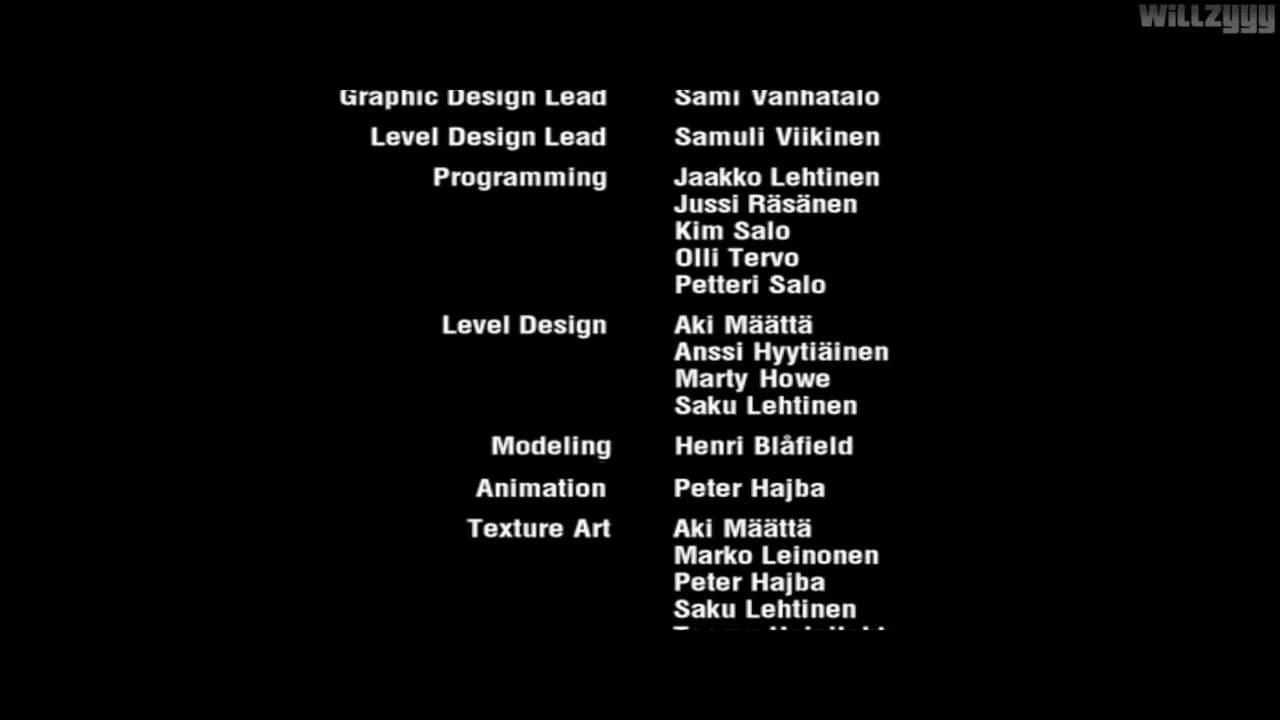 WiLLZyyy
Graphic Design Lead Sami Vanhatalo
Level Design Lead Samuli Viikinen
Programming Jaakko Lehtinen
Jussi Räsänen
Kim Salo
Olli Tervo
Petteri Salo
Level Design Aki Määttä
Anssi Hyytiäinen
Marty Howe
Saku Lehtinen
Modeling Henri Blåfield
Animation Peter Hajba
Texture Art Aki Määttä
Marko Leinonen
Peter Hajba
Saku Lehtinen